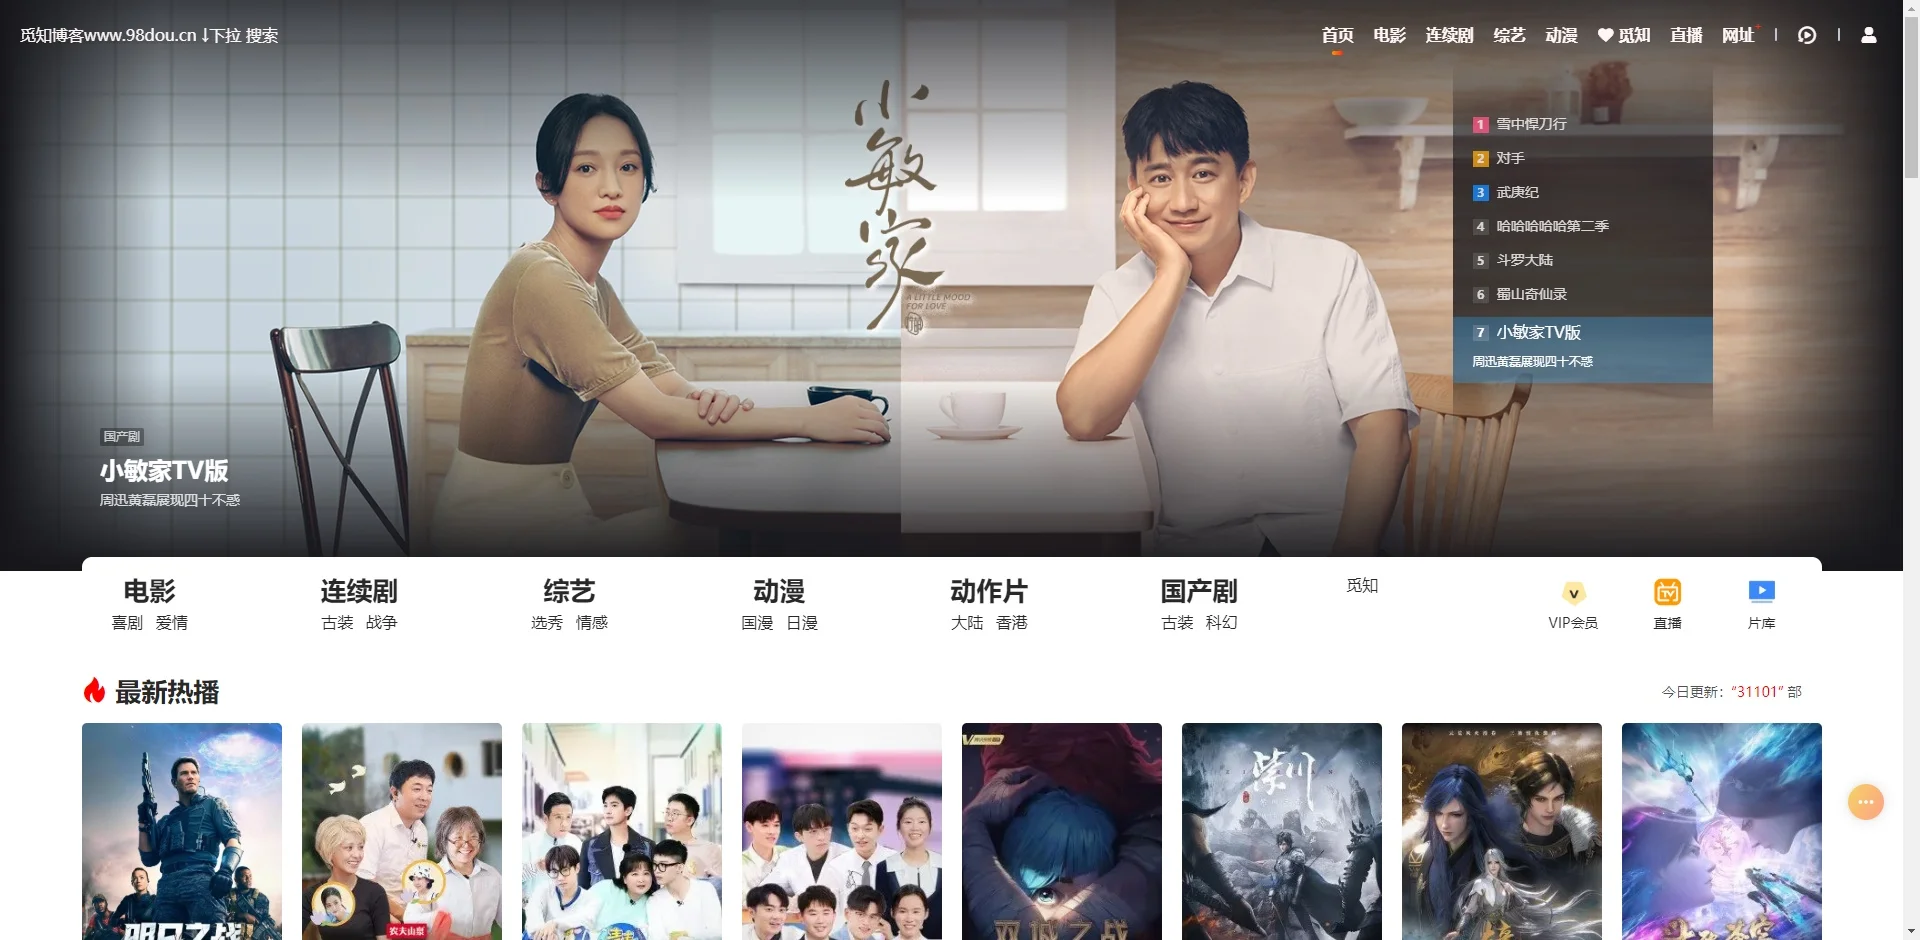 觅知博客www.98dou.cn ↓下拉 搜索
首页 电影 连续剧 综艺 动漫 觅知 直播 网址
小敏家
A LITTLE MOOD
FOR LOVE
1 雪中悍刀行
2 对手
3 武庚纪
4 哈哈哈哈哈第二季
5 斗罗大陆
6 蜀山奇仙录
7 小敏家TV版
周迅黄磊展现四十不惑
国产剧
小敏家TV版
周迅黄磊展现四十不惑
电影 连续剧 综艺 动漫 动作片 国产剧 觅知
喜剧 爱情 古装 战争 选秀 情感 国漫 日漫 大陆 香港 古装 科幻
VIP会员 直播 片库
最新热播
今日更新：“31101” 部
紫川
农夫山泉
明日之战
双城之战